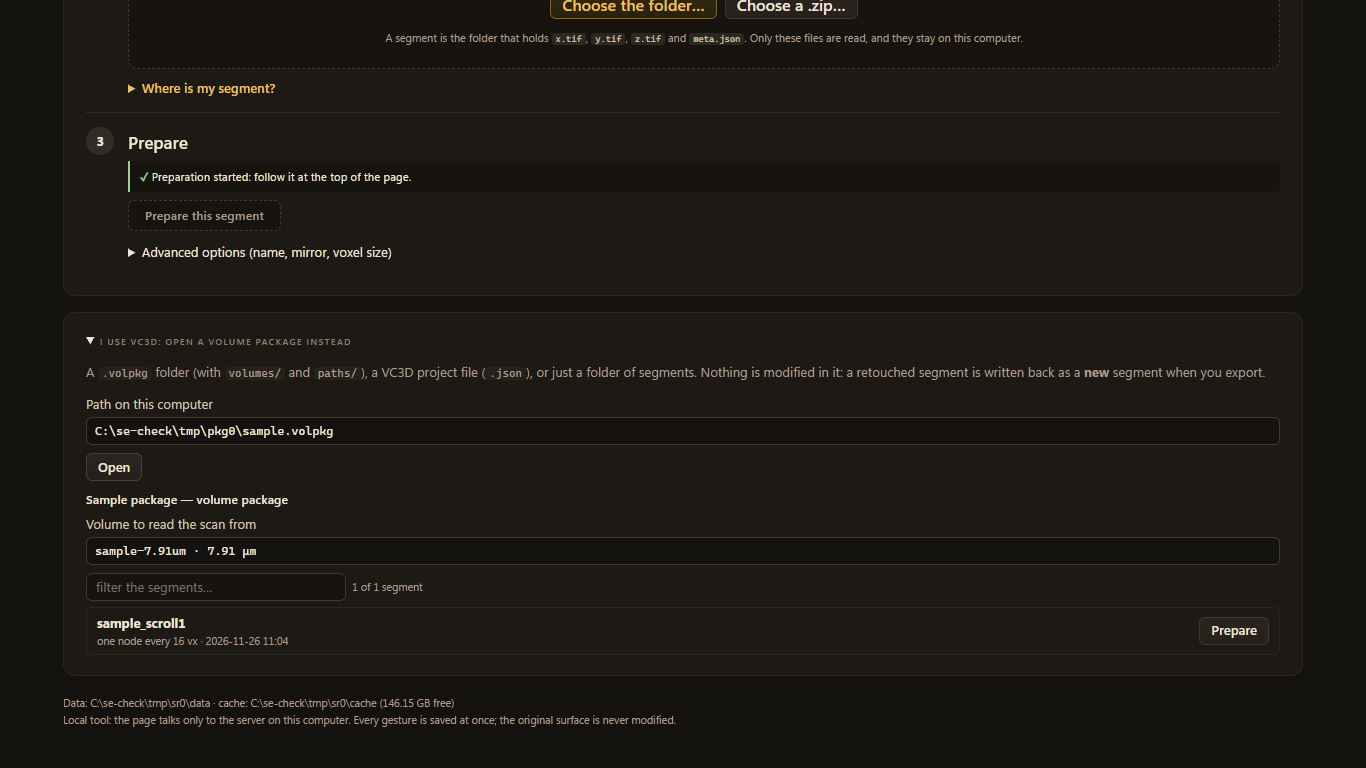 Choose the folder... Choose a .zip...
A segment is the folder that holds x.tif, y.tif, z.tif and meta.json. Only these files are read, and they stay on this computer.
▶ Where is my segment?
3 Prepare
✓ Preparation started: follow it at the top of the page.
Prepare this segment
▶ Advanced options (name, mirror, voxel size)
▼ I USE VC3D: OPEN A VOLUME PACKAGE INSTEAD
A .volpkg folder (with volumes/ and paths/), a VC3D project file (.json), or just a folder of segments. Nothing is modified in it: a retouched segment is written back as a new segment when you export.
Path on this computer
C:\se-check\tmp\pkg0\sample.volpkg
Open
Sample package — volume package
Volume to read the scan from
sample-7.91um · 7.91 µm
filter the segments... 1 of 1 segment
sample_scroll1
one node every 16 vx · 2026-11-26 11:04
Prepare
Data: C:\se-check\tmp\sr0\data · cache: C:\se-check\tmp\sr0\cache (146.15 GB free)
Local tool: the page talks only to the server on this computer. Every gesture is saved at once; the original surface is never modified.